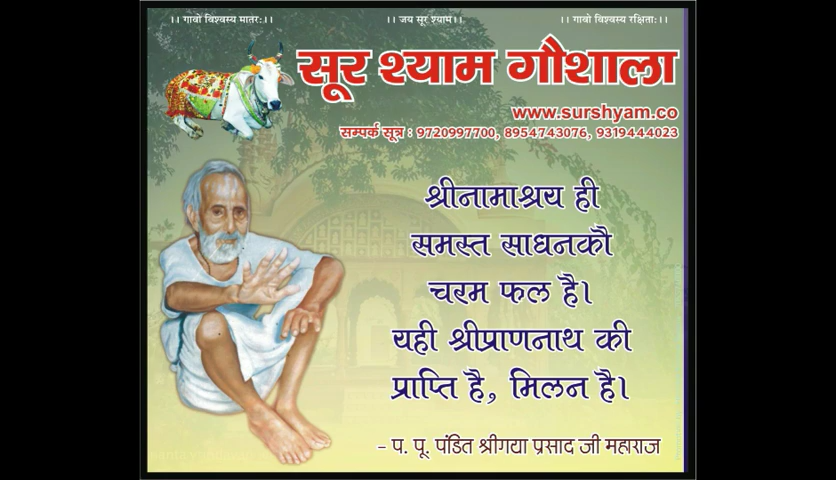 ।। गावो विश्वस्य मातर:।।
।। जय सूर श्याम।।
।। गावो विश्वस्य रक्षिता:।।
सूर श्याम गौशाला
www.surshyam.co
सम्पर्क सूत्र : 9720997700, 8954743076, 9319444023
श्रीनामाश्रय ही
समस्त साधनकौ
चरम फल है।
यही श्रीप्राणनाथ की
प्राप्ति है, मिलन है।
- प. पू. पंडित श्रीगया प्रसाद जी महाराज